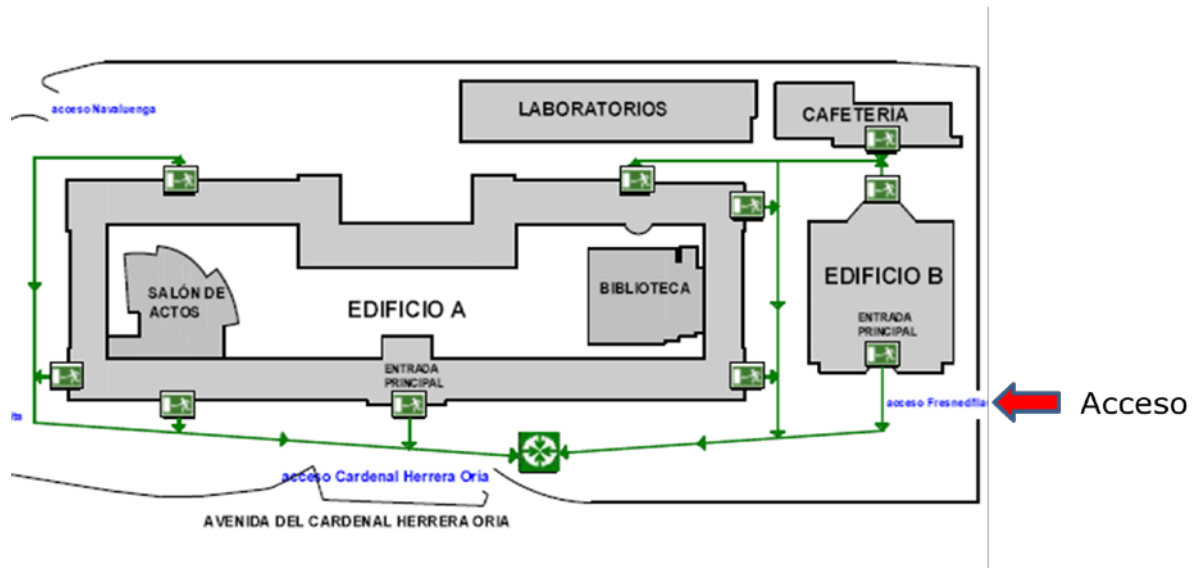 acceso Navaluenga
LABORATORIOS
CAFETERÍA
SALÓN DE
ACTOS
EDIFICIO A
BIBLIOTECA
EDIFICIO B
ENTRADA
PRINCIPAL
ENTRADA
PRINCIPAL
acceso Fresnedillas
Acceso
acceso Cardenal Herrera Oria
AVENIDA DEL CARDENAL HERRERA ORIA